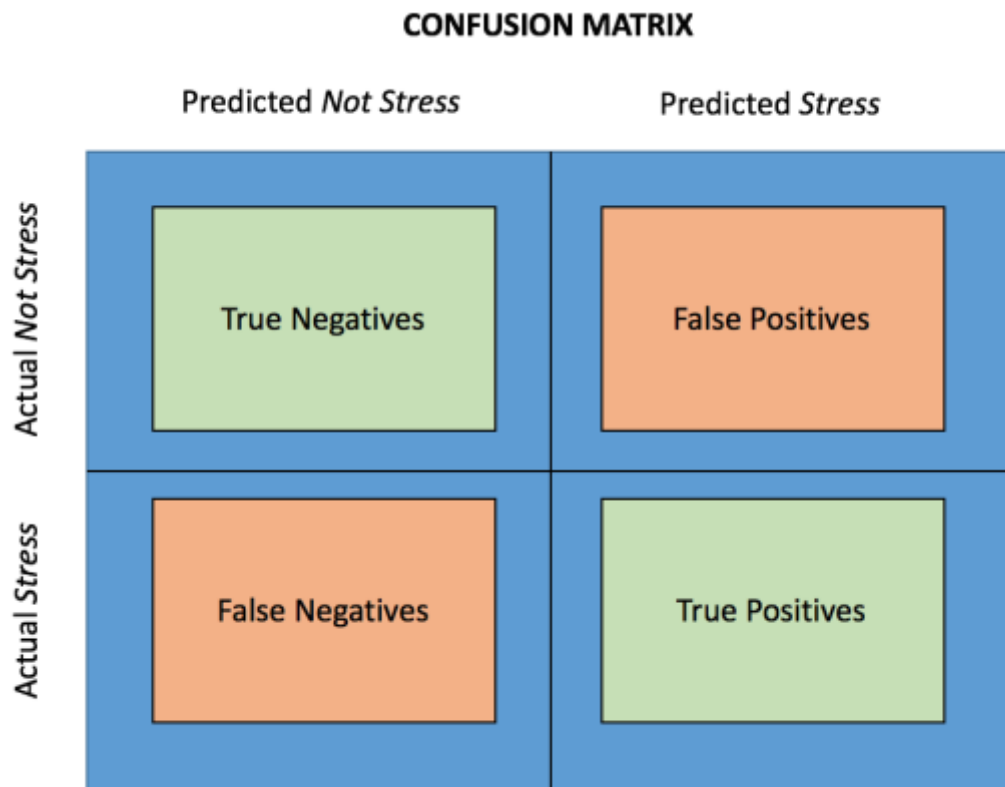 CONFUSION MATRIX
Predicted Not Stress
Predicted Stress
Actual Not Stress
True Negatives
False Positives
Actual Stress
False Negatives
True Positives